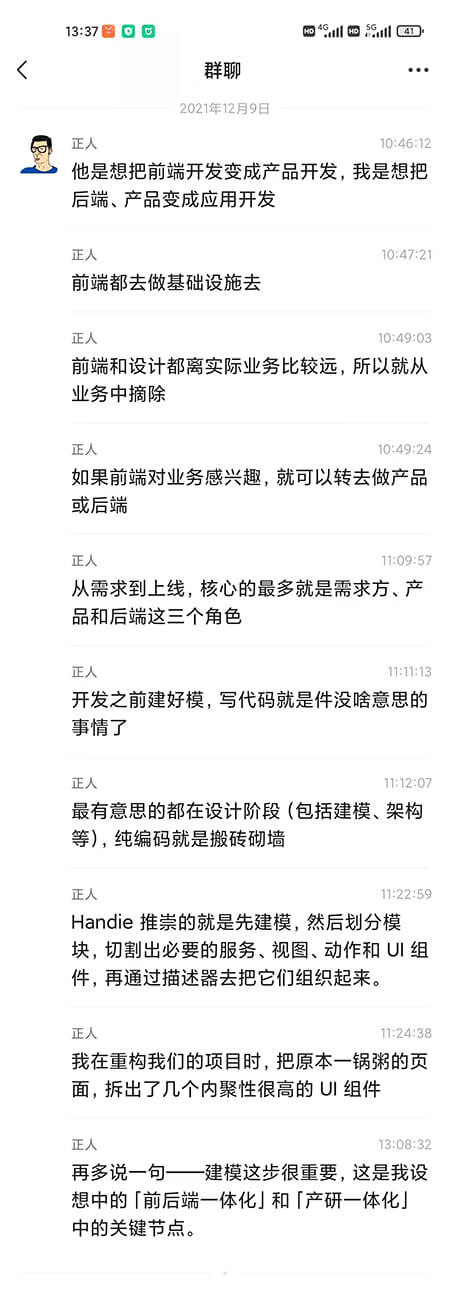 13:37
HD 4G HD 5G 41
群聊
2021年12月9日
正人 10:46:12
他是想把前端开发变成产品开发，我是想把
后端、产品变成应用开发
正人 10:47:21
前端都去做基础设施去
正人 10:49:03
前端和设计都离实际业务比较远，所以就从
业务中摘除
正人 10:49:24
如果前端对业务感兴趣，就可以转去做产品
或后端
正人 11:09:57
从需求到上线，核心的最多就是需求方、产
品和后端这三个角色
正人 11:11:13
开发之前建好模，写代码就是件没啥意思的
事情了
正人 11:12:07
最有意思的都在设计阶段（包括建模、架构
等），纯编码就是搬砖砌墙
正人 11:22:59
Handie 推崇的就是先建模，然后划分模
块，切割出必要的服务、视图、动作和 UI 组
件，再通过描述器去把它们组织起来。
正人 11:24:38
我在重构我们的项目时，把原本一锅粥的页
面，拆出了几个内聚性很高的 UI 组件
正人 13:08:32
再多说一句——建模这步很重要，这是我设
想中的「前后端一体化」和「产研一体化」
中的关键节点。